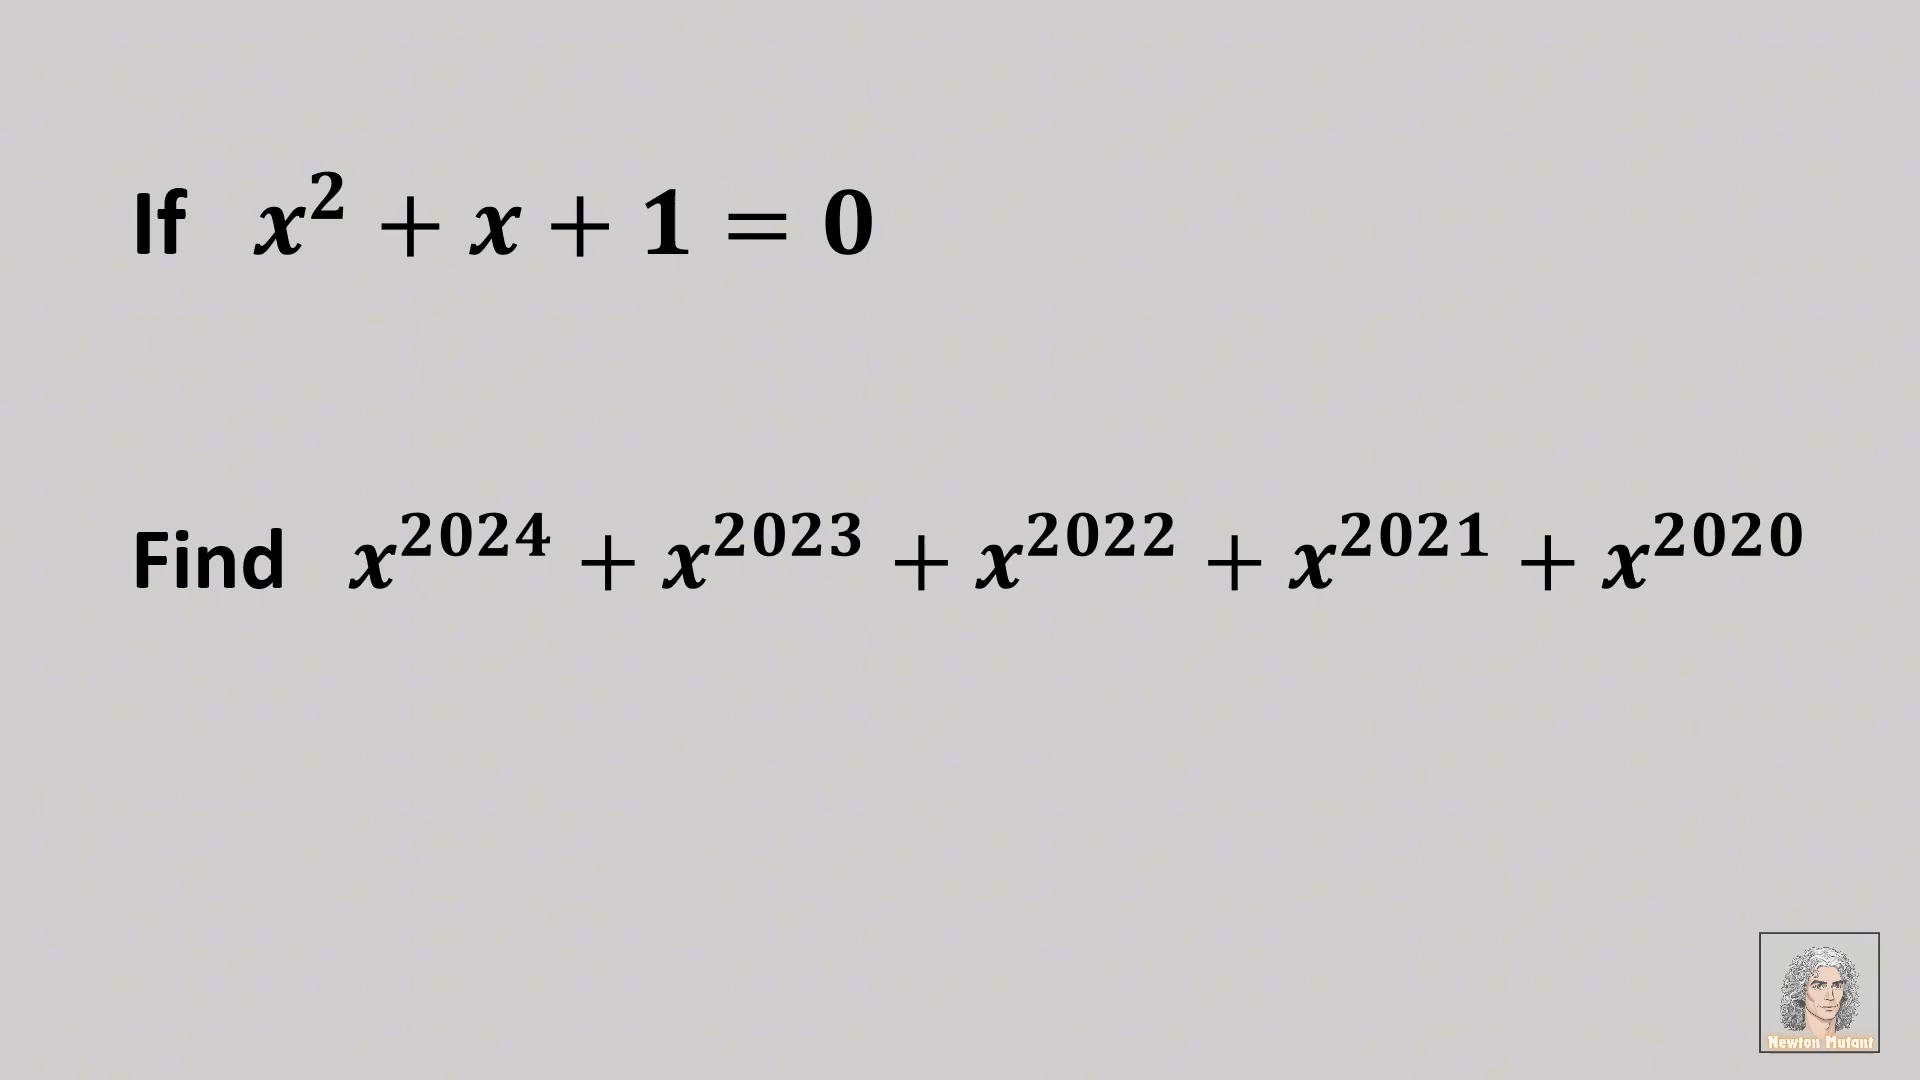 If x² + x + 1 = 0
Find x²⁰²⁴ + x²⁰²³ + x²⁰²² + x²⁰²¹ + x²⁰²⁰
Newton Mutant